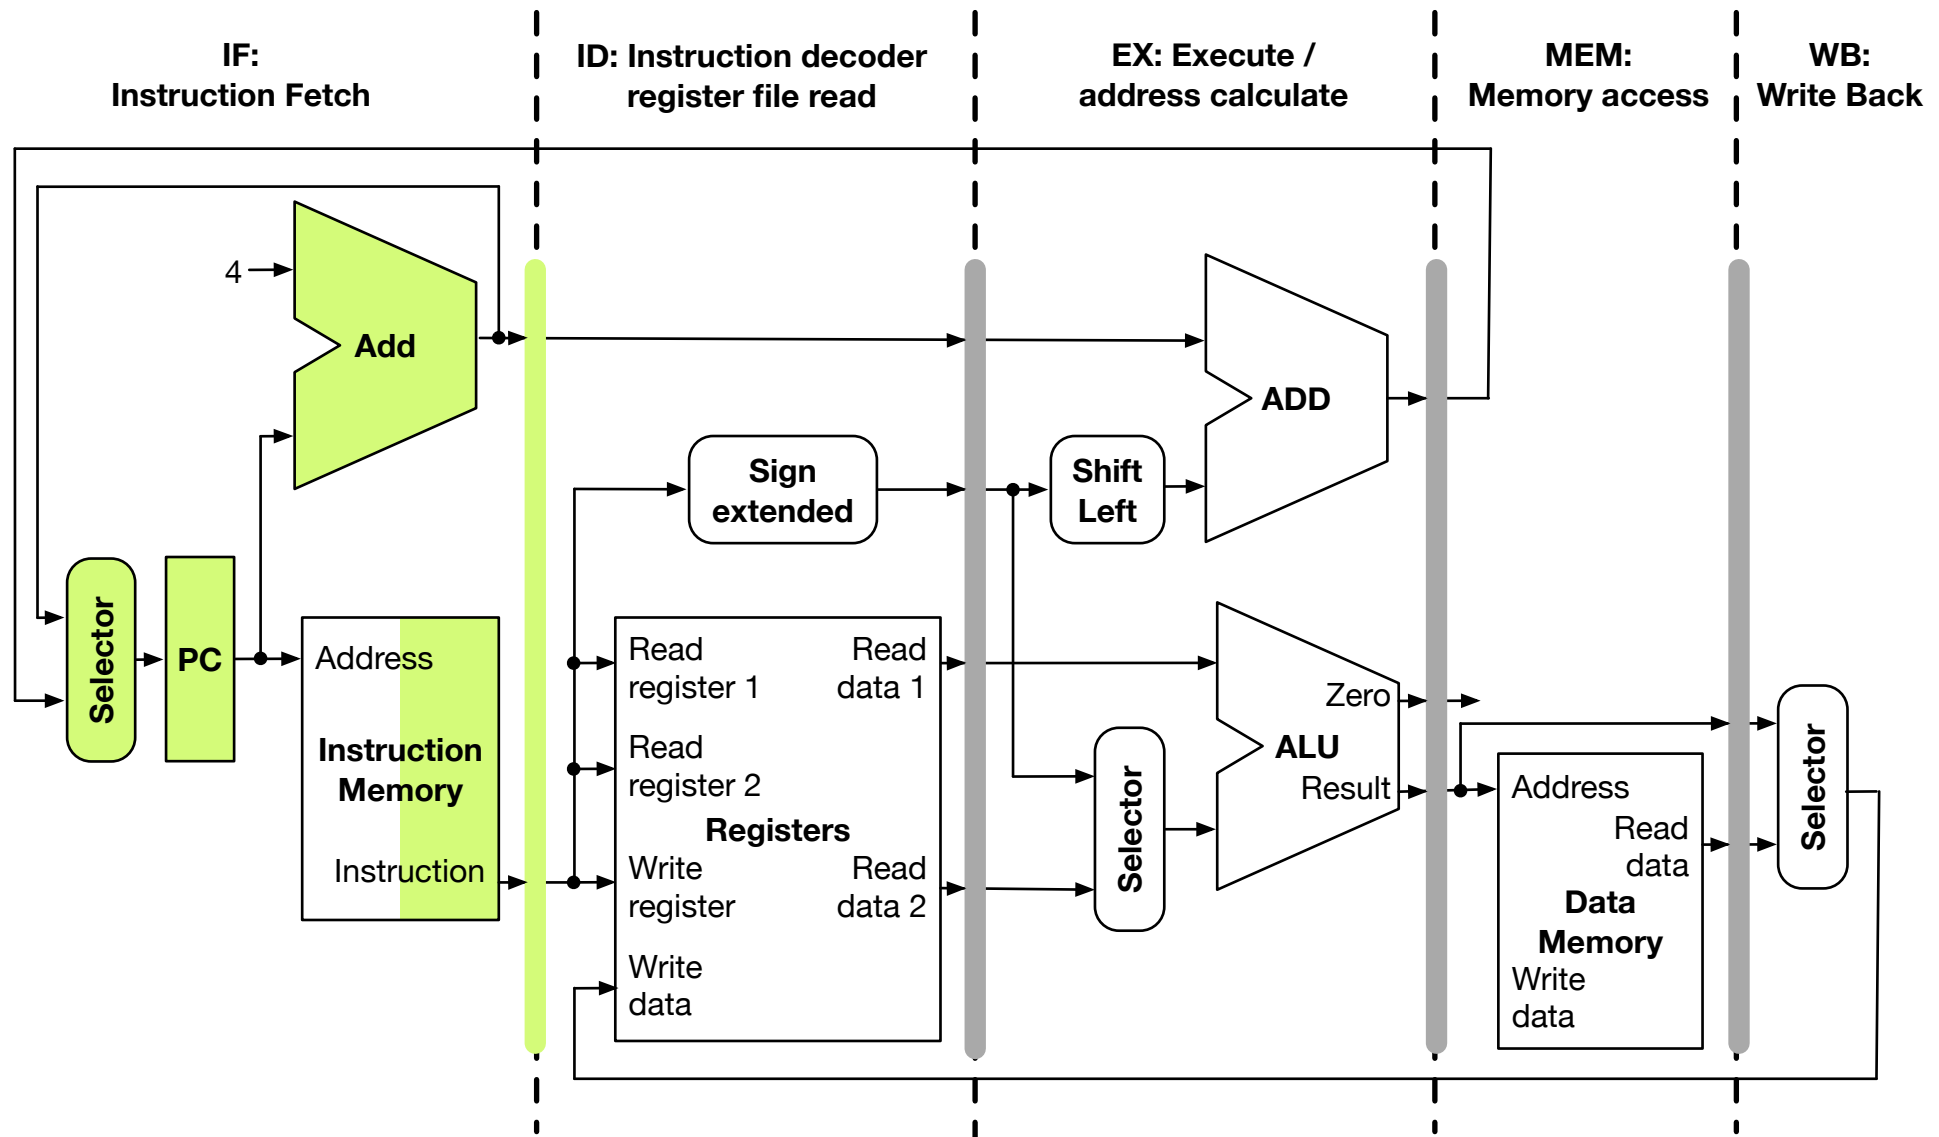 IF:
Instruction Fetch
ID: Instruction decoder
register file read
EX: Execute /
address calculate
MEM:
Memory access
WB:
Write Back
4
Add
Selector
PC
Address
Instruction
Memory
Instruction
Sign
extended
Read
register 1
Read
data 1
Read
register 2
Registers
Write
register
Read
data 2
Write
data
Shift
Left
ADD
Selector
Zero
ALU
Result
Address
Read
data
Data
Memory
Write
data
Selector